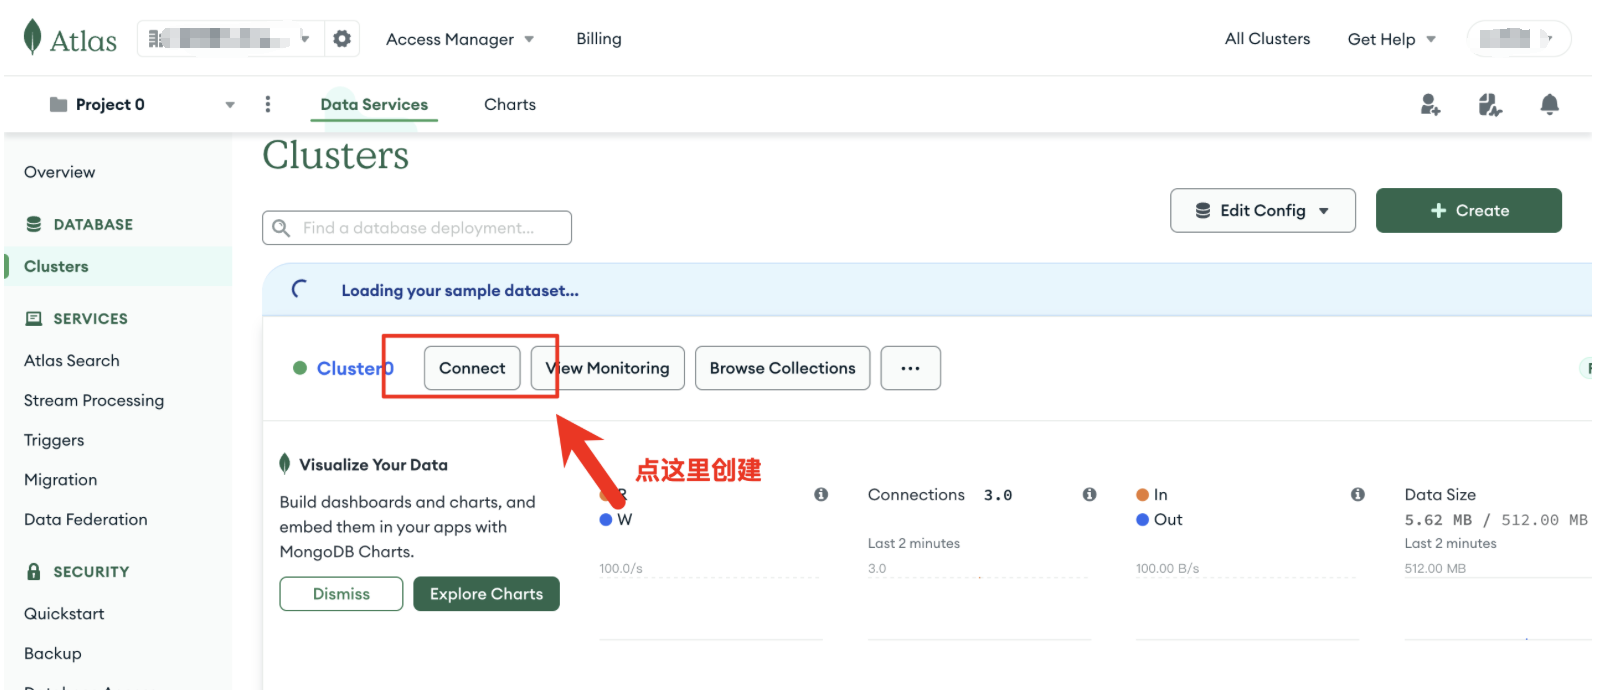 Atlas
Access Manager
Billing
All Clusters
Get Help
Project 0
Data Services
Charts
Clusters
Overview
DATABASE
Clusters
SERVICES
Atlas Search
Stream Processing
Triggers
Migration
Data Federation
SECURITY
Quickstart
Backup
Find a database deployment...
Edit Config
+ Create
Loading your sample dataset...
Cluster0
Connect
View Monitoring
Browse Collections
...
Visualize Your Data
Build dashboards and charts, and
embed them in your apps with
MongoDB Charts.
Dismiss
Explore Charts
点这里创建
R
W
100.0/s
Connections 3.0
Last 2 minutes
3.0
In
Out
100.00 B/s
Data Size
5.62 MB / 512.00 MB
Last 2 minutes
512.00 MB